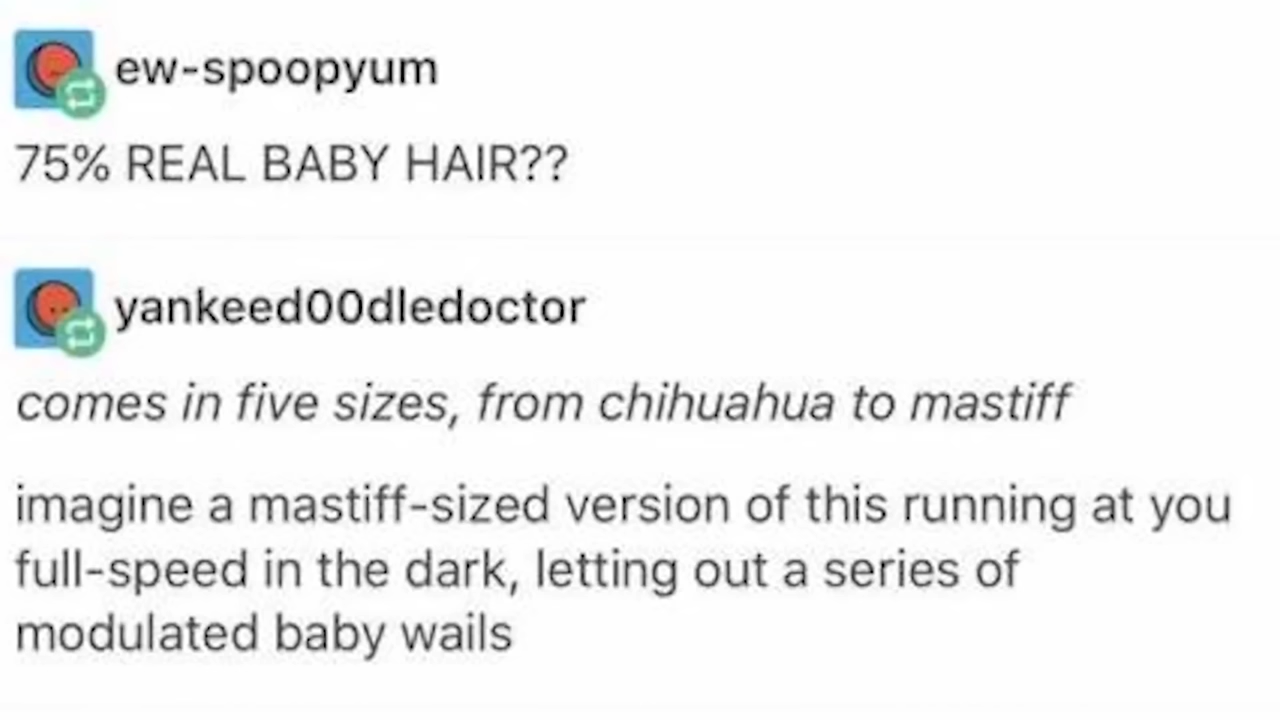 ew-spoopyum
75% REAL BABY HAIR??
yankeed00dledoctor
comes in five sizes, from chihuahua to mastiff
imagine a mastiff-sized version of this running at you
full-speed in the dark, letting out a series of
modulated baby wails